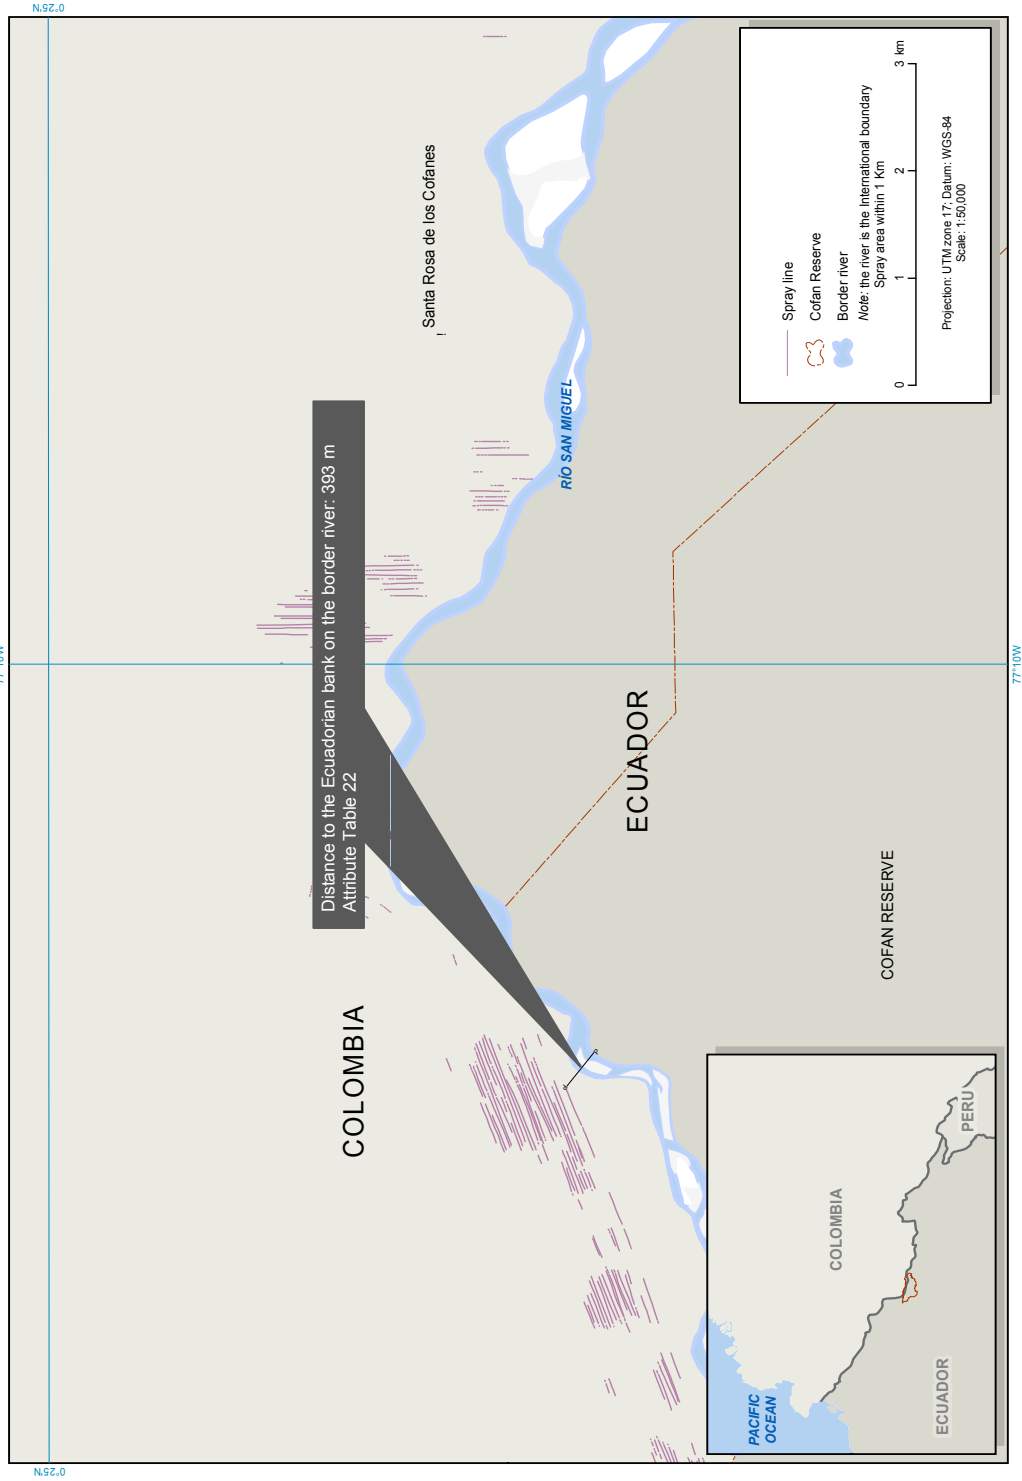 0°25'N
0°25'N
77°10'W
77°10'W
COLOMBIA
Distance to the Ecuadorian bank on the border river: 393 m
Attribute Table 22
Santa Rosa de los Cofanes
RÍO SAN MIGUEL
ECUADOR
COFAN RESERVE
PACIFIC
OCEAN
COLOMBIA
ECUADOR
PERU
Spray line
Cofan Reserve
Border river
Note: the river is the International boundary
Spray area within 1 Km
0 1 2 3 km
Projection: UTM zone 17; Datum: WGS-84
Scale: 1:50,000